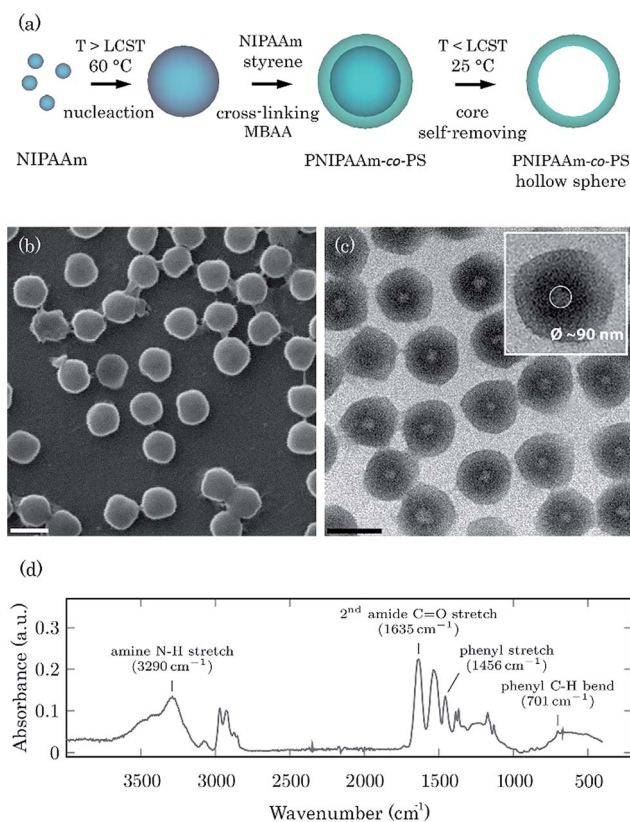 (a)
T > LCST
60 °C
nucleaction
NIPAAm
NIPAAm
styrene
cross-linking
MBAA
PNIPAAm-co-PS
T < LCST
25 °C
core
self-removing
PNIPAAm-co-PS
hollow sphere
(b)
(c)
Ø ~90 nm
(d)
Absorbance (a.u.)
0.3
0.2
0.1
0
amine N-H stretch
(3290 cm⁻¹)
2nd amide C=O stretch
(1635 cm⁻¹)
phenyl stretch
(1456 cm⁻¹)
phenyl C-H bend
(701 cm⁻¹)
3500 3000 2500 2000 1500 1000 500
Wavenumber (cm⁻¹)